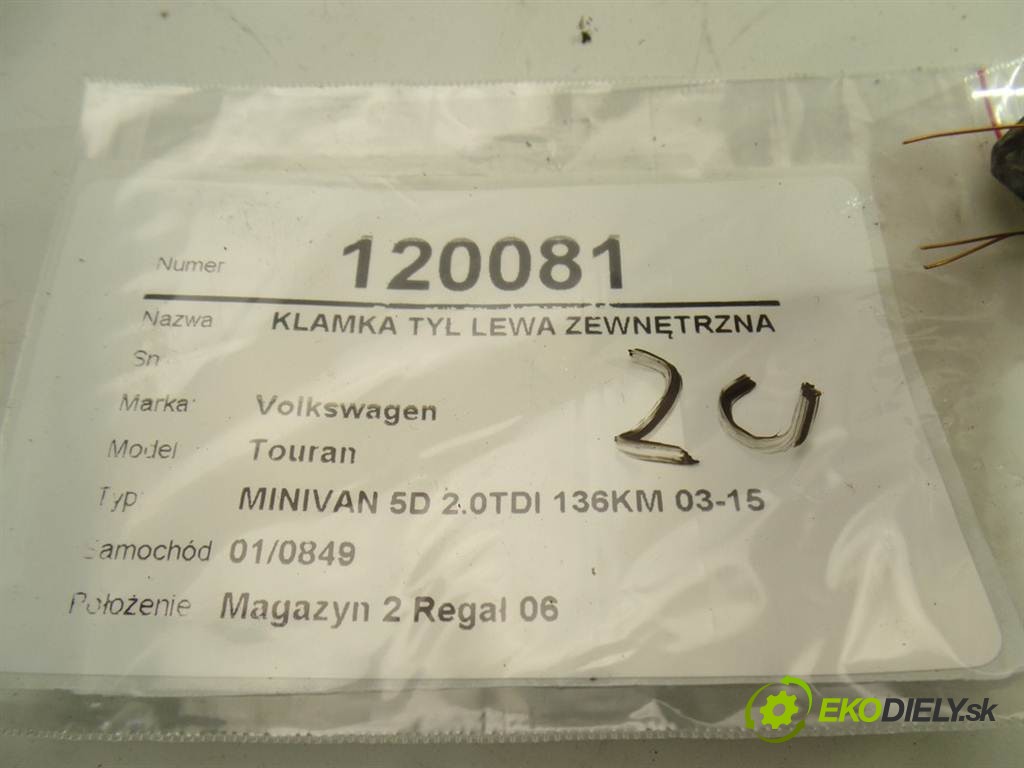 Numer 120081
Nazwa KLAMKA TYŁ LEWA ZEWNĘTRZNA
Sn
Marka Volkswagen
Model Touran
Typ MINIVAN 5D 2.0TDI 136KM 03-15
Samochód 01/0849
Położenie Magazyn 2 Regał 06
EKODIELY.sk